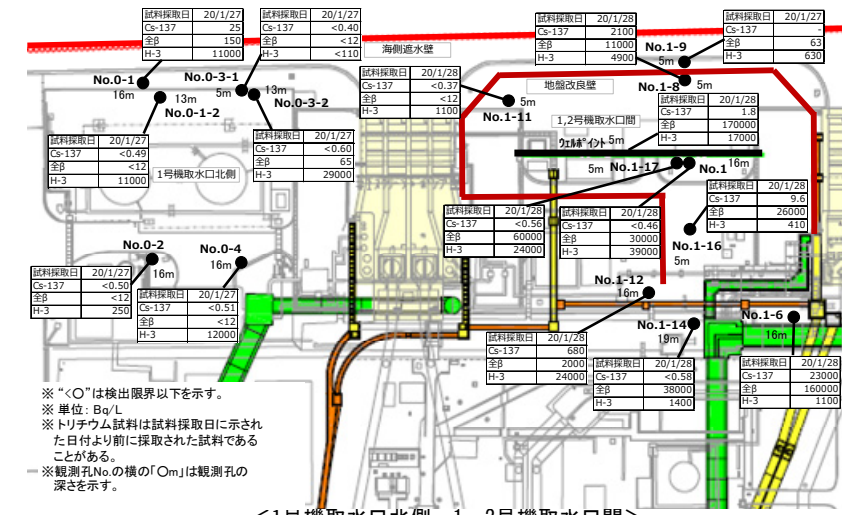 試料採取日 20/1/27
Cs-137 25
全β 150
H-3 11000
試料採取日 20/1/27
Cs-137 <0.40
全β <12
H-3 <110
海側遮水壁
試料採取日 20/1/28
Cs-137 2100
全β 11000
H-3 4900
試料採取日 20/1/27
Cs-137 -
全β 63
H-3 630
No.1-9
5m
No.0-1
16m
No.0-3-1
5m
13m
No.0-3-2
13m
No.0-1-2
試料採取日 20/1/28
Cs-137 <0.37
全β <12
H-3 1100
5m
No.1-11
地盤改良壁
No.1-8
5m
試料採取日 20/1/28
Cs-137 1.8
全β 170000
H-3 17000
1,2号機取水口間
ウェルポイント 5m
試料採取日 20/1/27
Cs-137 <0.49
全β <12
H-3 11000
1号機取水口北側
試料採取日 20/1/27
Cs-137 <0.60
全β 65
H-3 29000
5m No.1-17
No.1
16m
試料採取日 20/1/28
Cs-137 9.6
全β 26000
H-3 410
試料採取日 20/1/28
Cs-137 <0.56
全β 60000
H-3 24000
試料採取日 20/1/28
Cs-137 <0.46
全β 30000
H-3 39000
No.1-16
5m
No.0-2
16m
No.0-4
16m
試料採取日 20/1/27
Cs-137 <0.50
全β <12
H-3 250
試料採取日 20/1/27
Cs-137 <0.51
全β <12
H-3 12000
No.1-12
16m
No.1-14
19m
No.1-6
16m
試料採取日 20/1/28
Cs-137 680
全β 2000
H-3 24000
試料採取日 20/1/28
Cs-137 <0.58
全β 38000
H-3 1400
試料採取日 20/1/28
Cs-137 23000
全β 160000
H-3 1100
※ “<〇”は検出限界以下を示す。
※ 単位: Bq/L
※ トリチウム試料は試料採取日に示され
た日付より前に採取された試料である
ことがある。
※観測孔No.の横の「〇m」は観測孔の
深さを示す。
<1号機取水口北側、1、2号機取水口間>